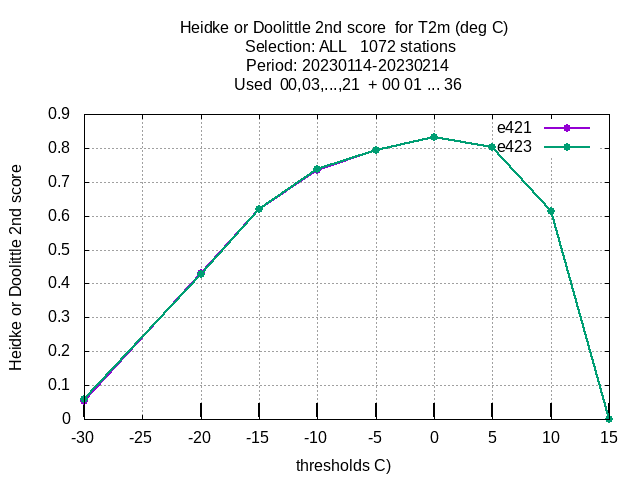 Heidke or Doolittle 2nd score  for T2m (deg C)
Selection: ALL   1072 stations
Period: 20230114-20230214
Used  00,03,...,21  + 00 01 ... 36
Heidke or Doolittle 2nd score
0.9
0.8
0.7
0.6
0.5
0.4
0.3
0.2
0.1
0
e421
e423
-30 -25 -20 -15 -10 -5 0 5 10 15
thresholds C)